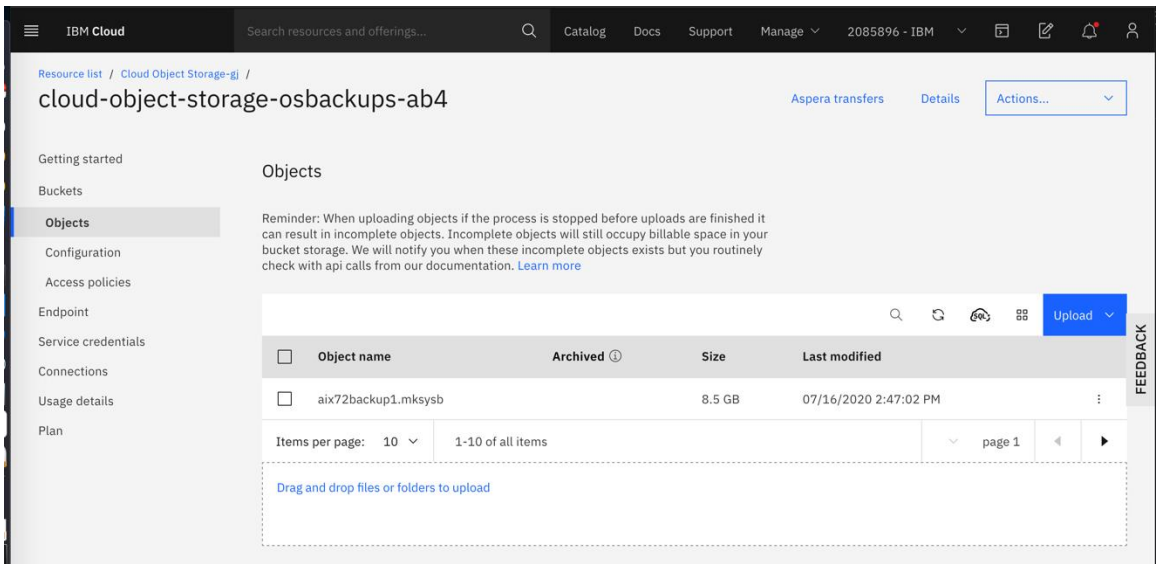 IBM Cloud
Search resources and offerings...
Catalog
Docs
Support
Manage
2085896 - IBM
Resource list / Cloud Object Storage-gj /
cloud-object-storage-osbackups-ab4
Aspera transfers
Details
Actions...
Getting started
Buckets
Objects
Configuration
Access policies
Endpoint
Service credentials
Connections
Usage details
Plan
Objects
Reminder: When uploading objects if the process is stopped before uploads are finished it
can result in incomplete objects. Incomplete objects will still occupy billable space in your
bucket storage. We will notify you when these incomplete objects exists but you routinely
check with api calls from our documentation. Learn more
SQL
Upload
Object name
Archived
Size
Last modified
aix72backup1.mksysb
8.5 GB
07/16/2020 2:47:02 PM
Items per page: 10
1-10 of all items
page 1
Drag and drop files or folders to upload
FEEDBACK